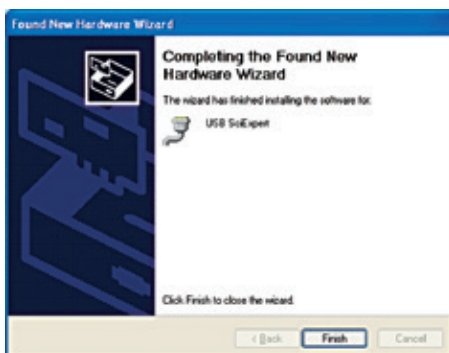 Found New Hardware Wizard
Completing the Found New
Hardware Wizard
The wizard has finished installing the software for:
USB SciExpert
Click Finish to close the wizard.
< Back
Finish
Cancel